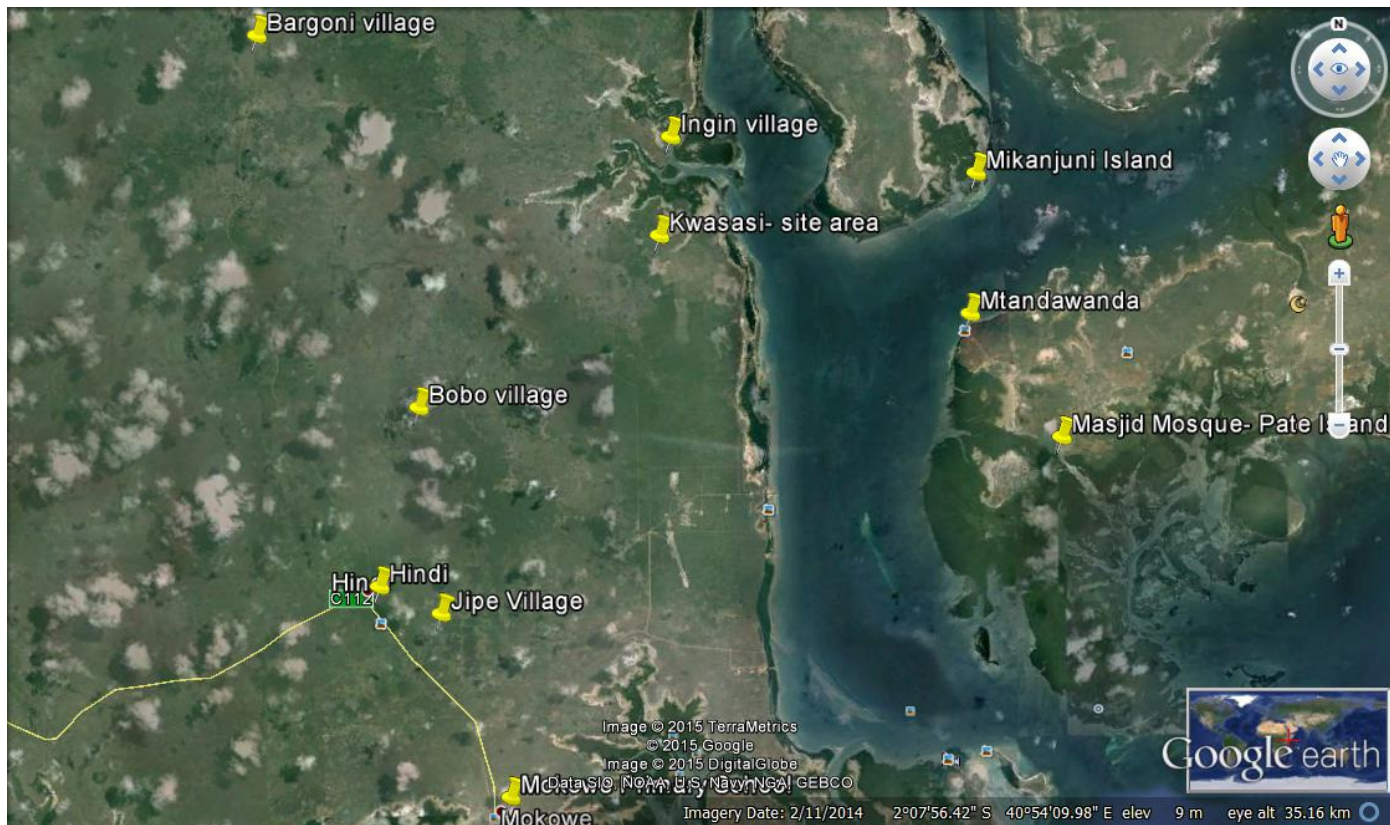 Bargoni village
N
Ingin village
Mikanjuni Island
Kwasasi- site area
Mtandawanda
Bobo village
Masjid Mosque- Pate Island
Hindi
C112
Jipe Village
Image © 2015 TerraMetrics
© 2015 Google
Image © 2015 DigitalGlobe
Data SIO, NOAA, U.S. Navy, NGA, GEBCO
Mokowe Primary School
Mokowe
Google earth
Imagery Date: 2/11/2014 2°07'56.42" S 40°54'09.98" E elev 9 m eye alt 35.16 km